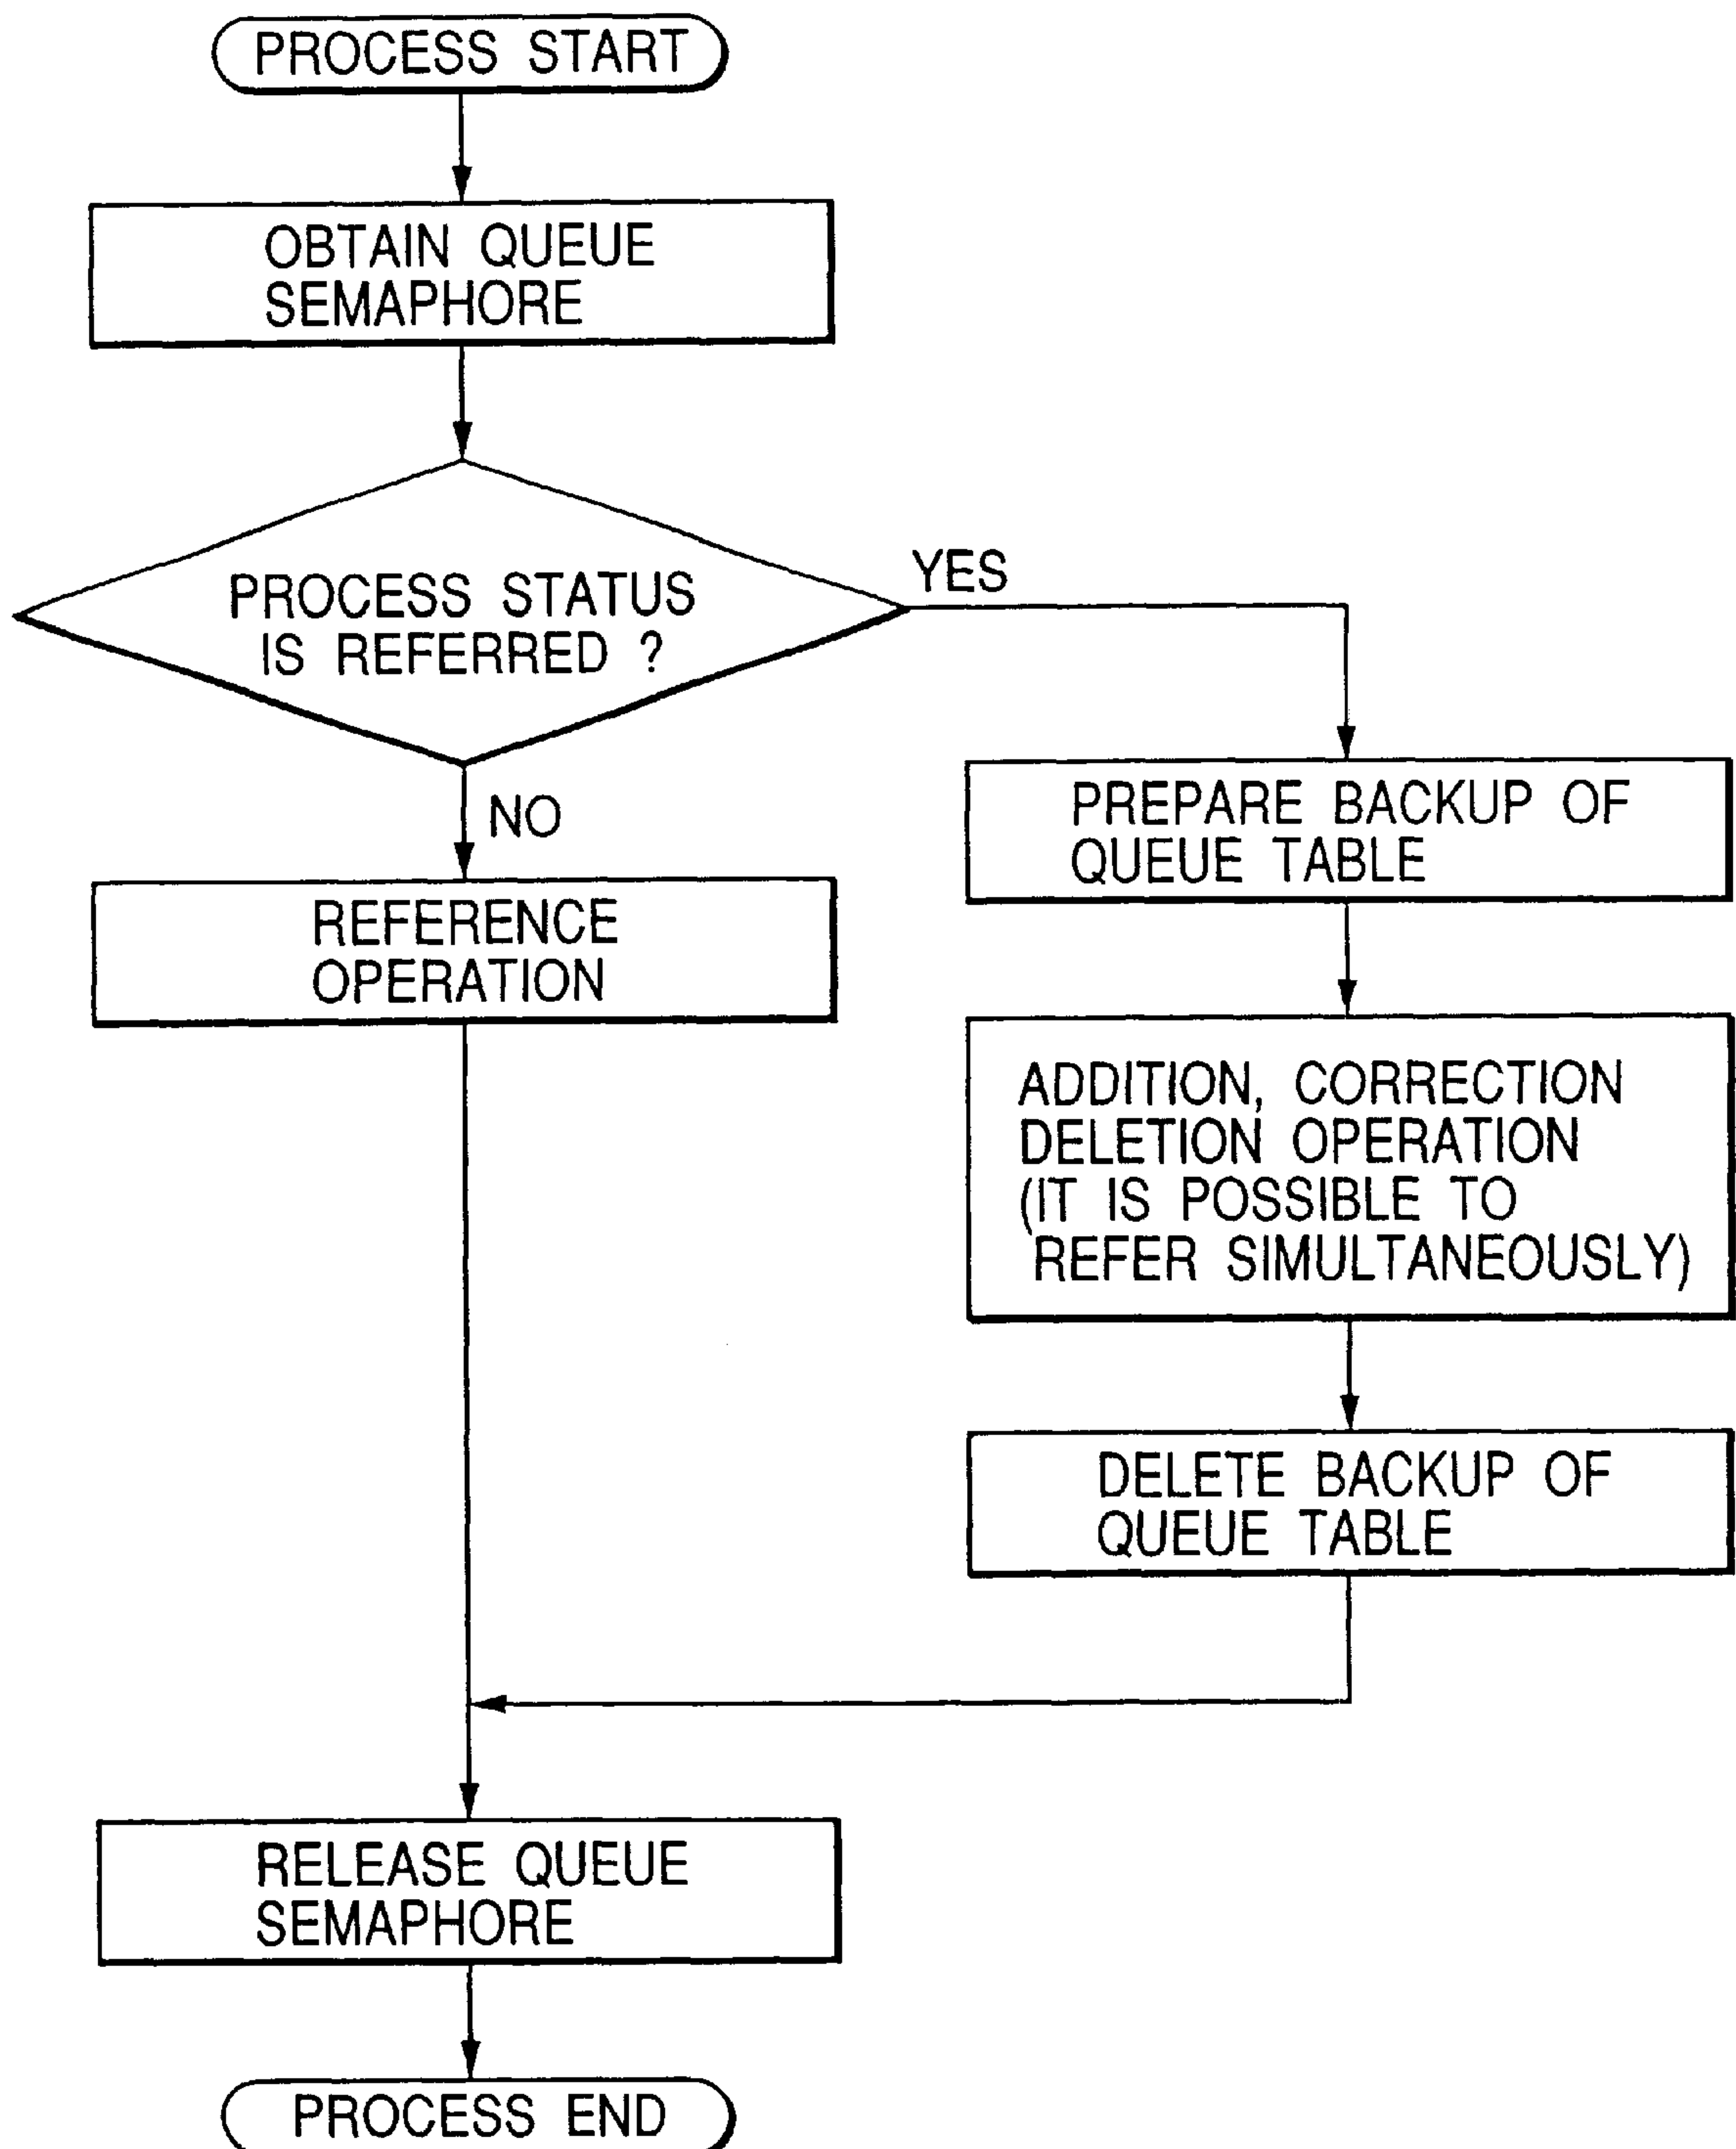 PROCESS START
OBTAIN QUEUE
SEMAPHORE
PROCESS STATUS
IS REFERRED ?
YES
NO
PREPARE BACKUP OF
QUEUE TABLE
REFERENCE
OPERATION
ADDITION, CORRECTION
DELETION OPERATION
(IT IS POSSIBLE TO
REFER SIMULTANEOUSLY)
DELETE BACKUP OF
QUEUE TABLE
RELEASE QUEUE
SEMAPHORE
PROCESS END